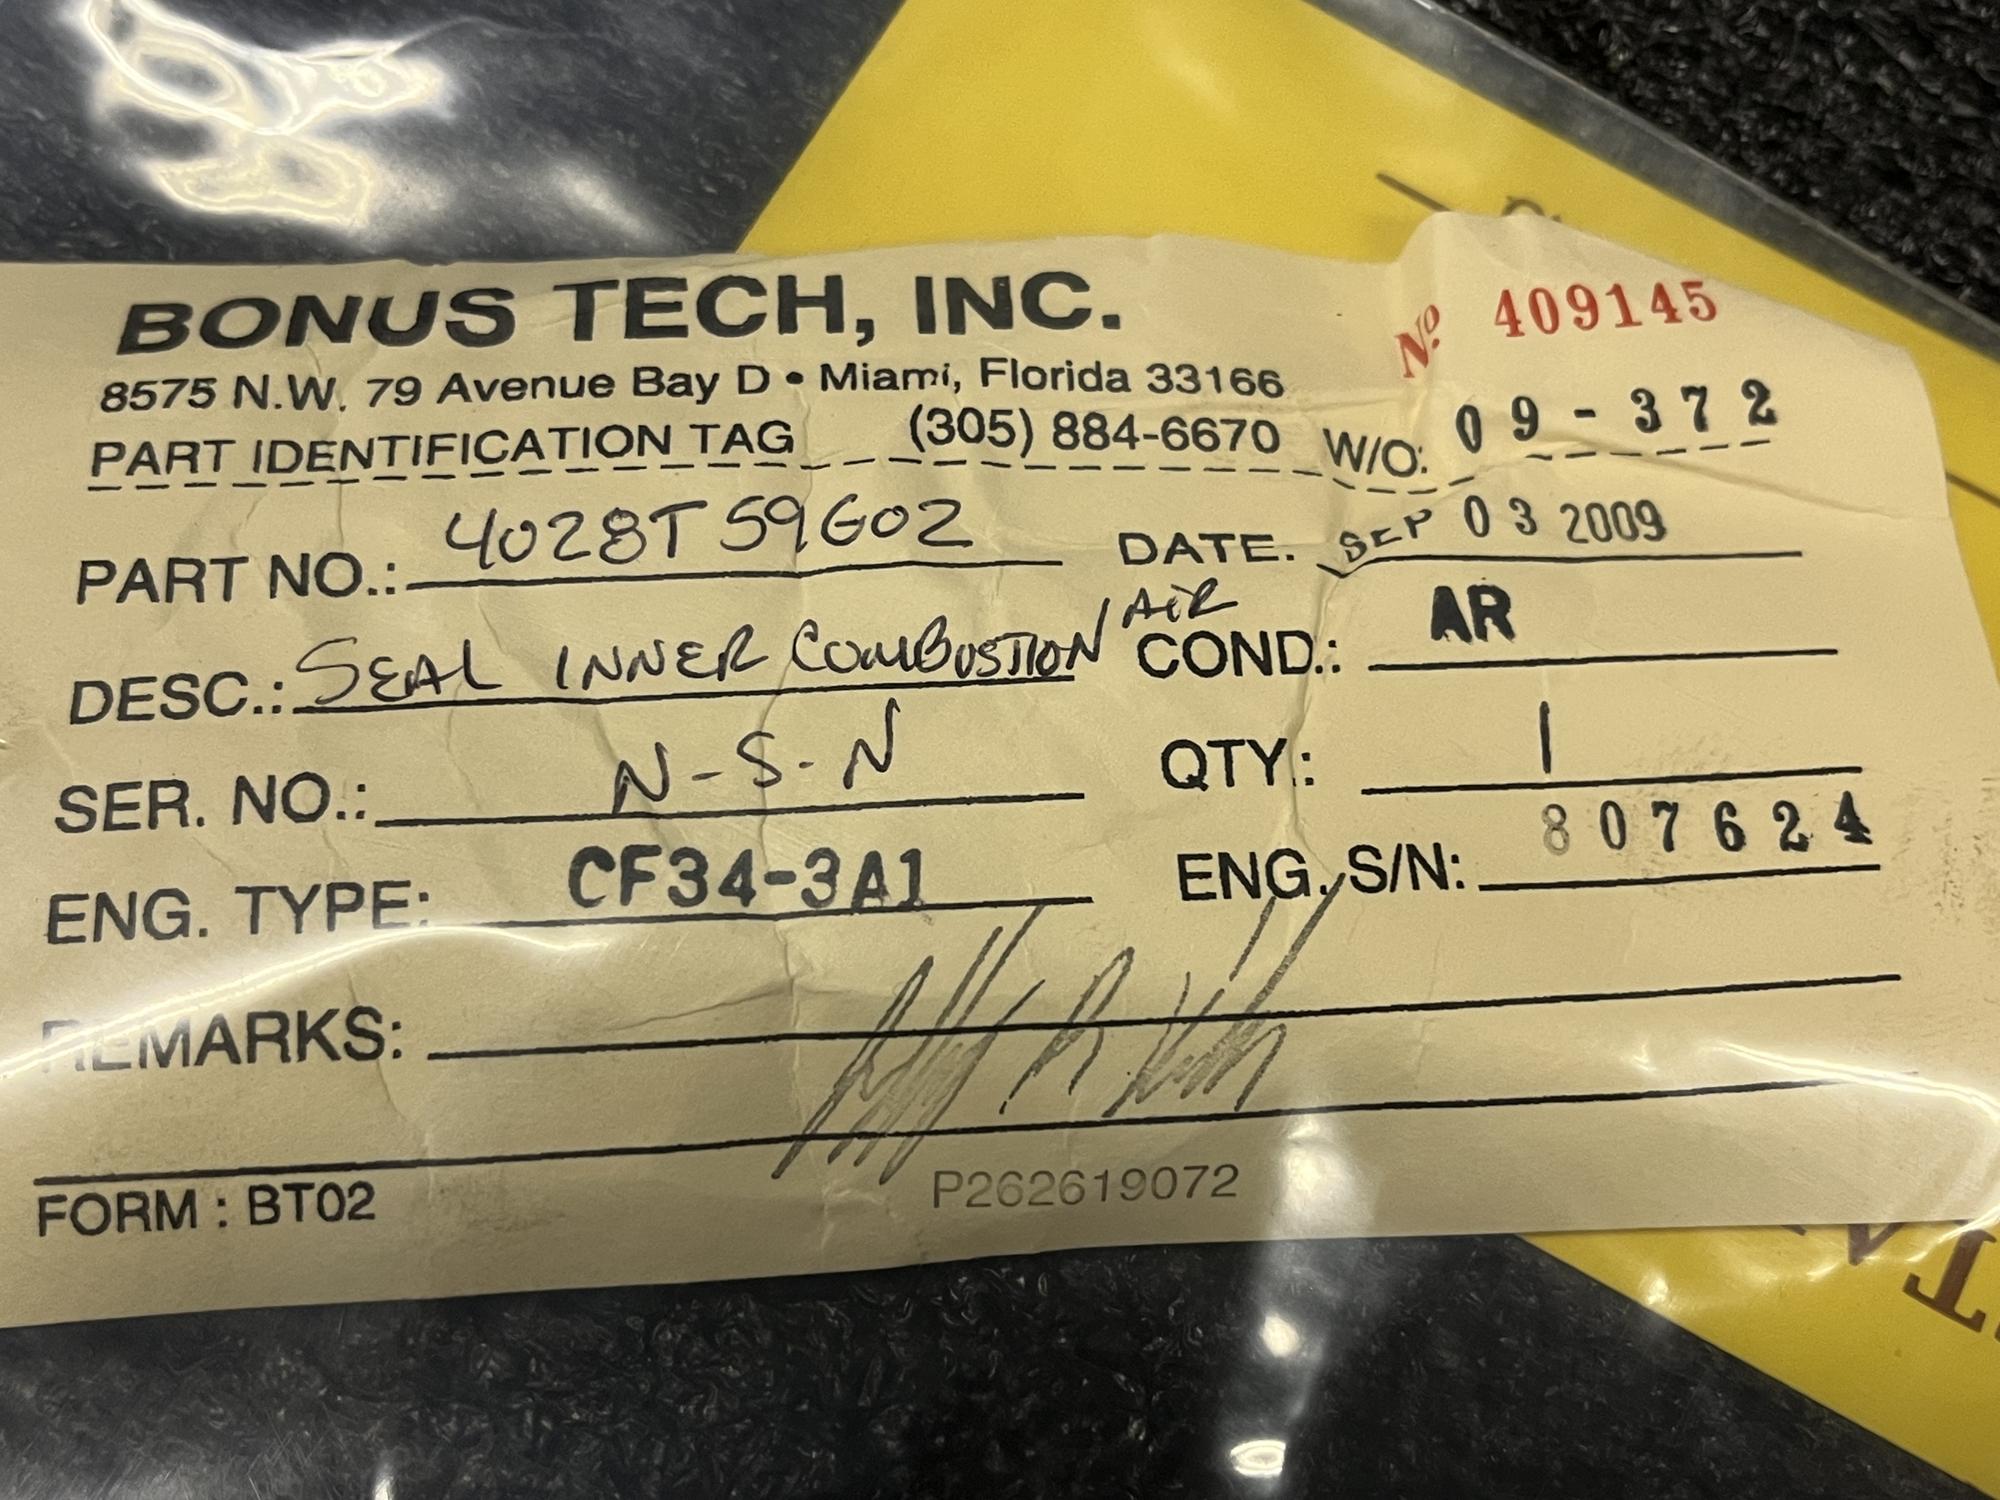 BONUS TECH, INC.
Nº 409145
8575 N.W. 79 Avenue Bay D • Miami, Florida 33166
PART IDENTIFICATION TAG (305) 884-6670 W/O: 09-372
PART NO.: 4028T59G02 DATE. SEP 03 2009
DESC.: SEAL INNER COMBUSTION / AIR COND.: AR
SER. NO.: N-S-N QTY.: 1
ENG. TYPE: CF34-3A1 ENG. S/N: 807624
REMARKS:
FORM : BT02 P262619072